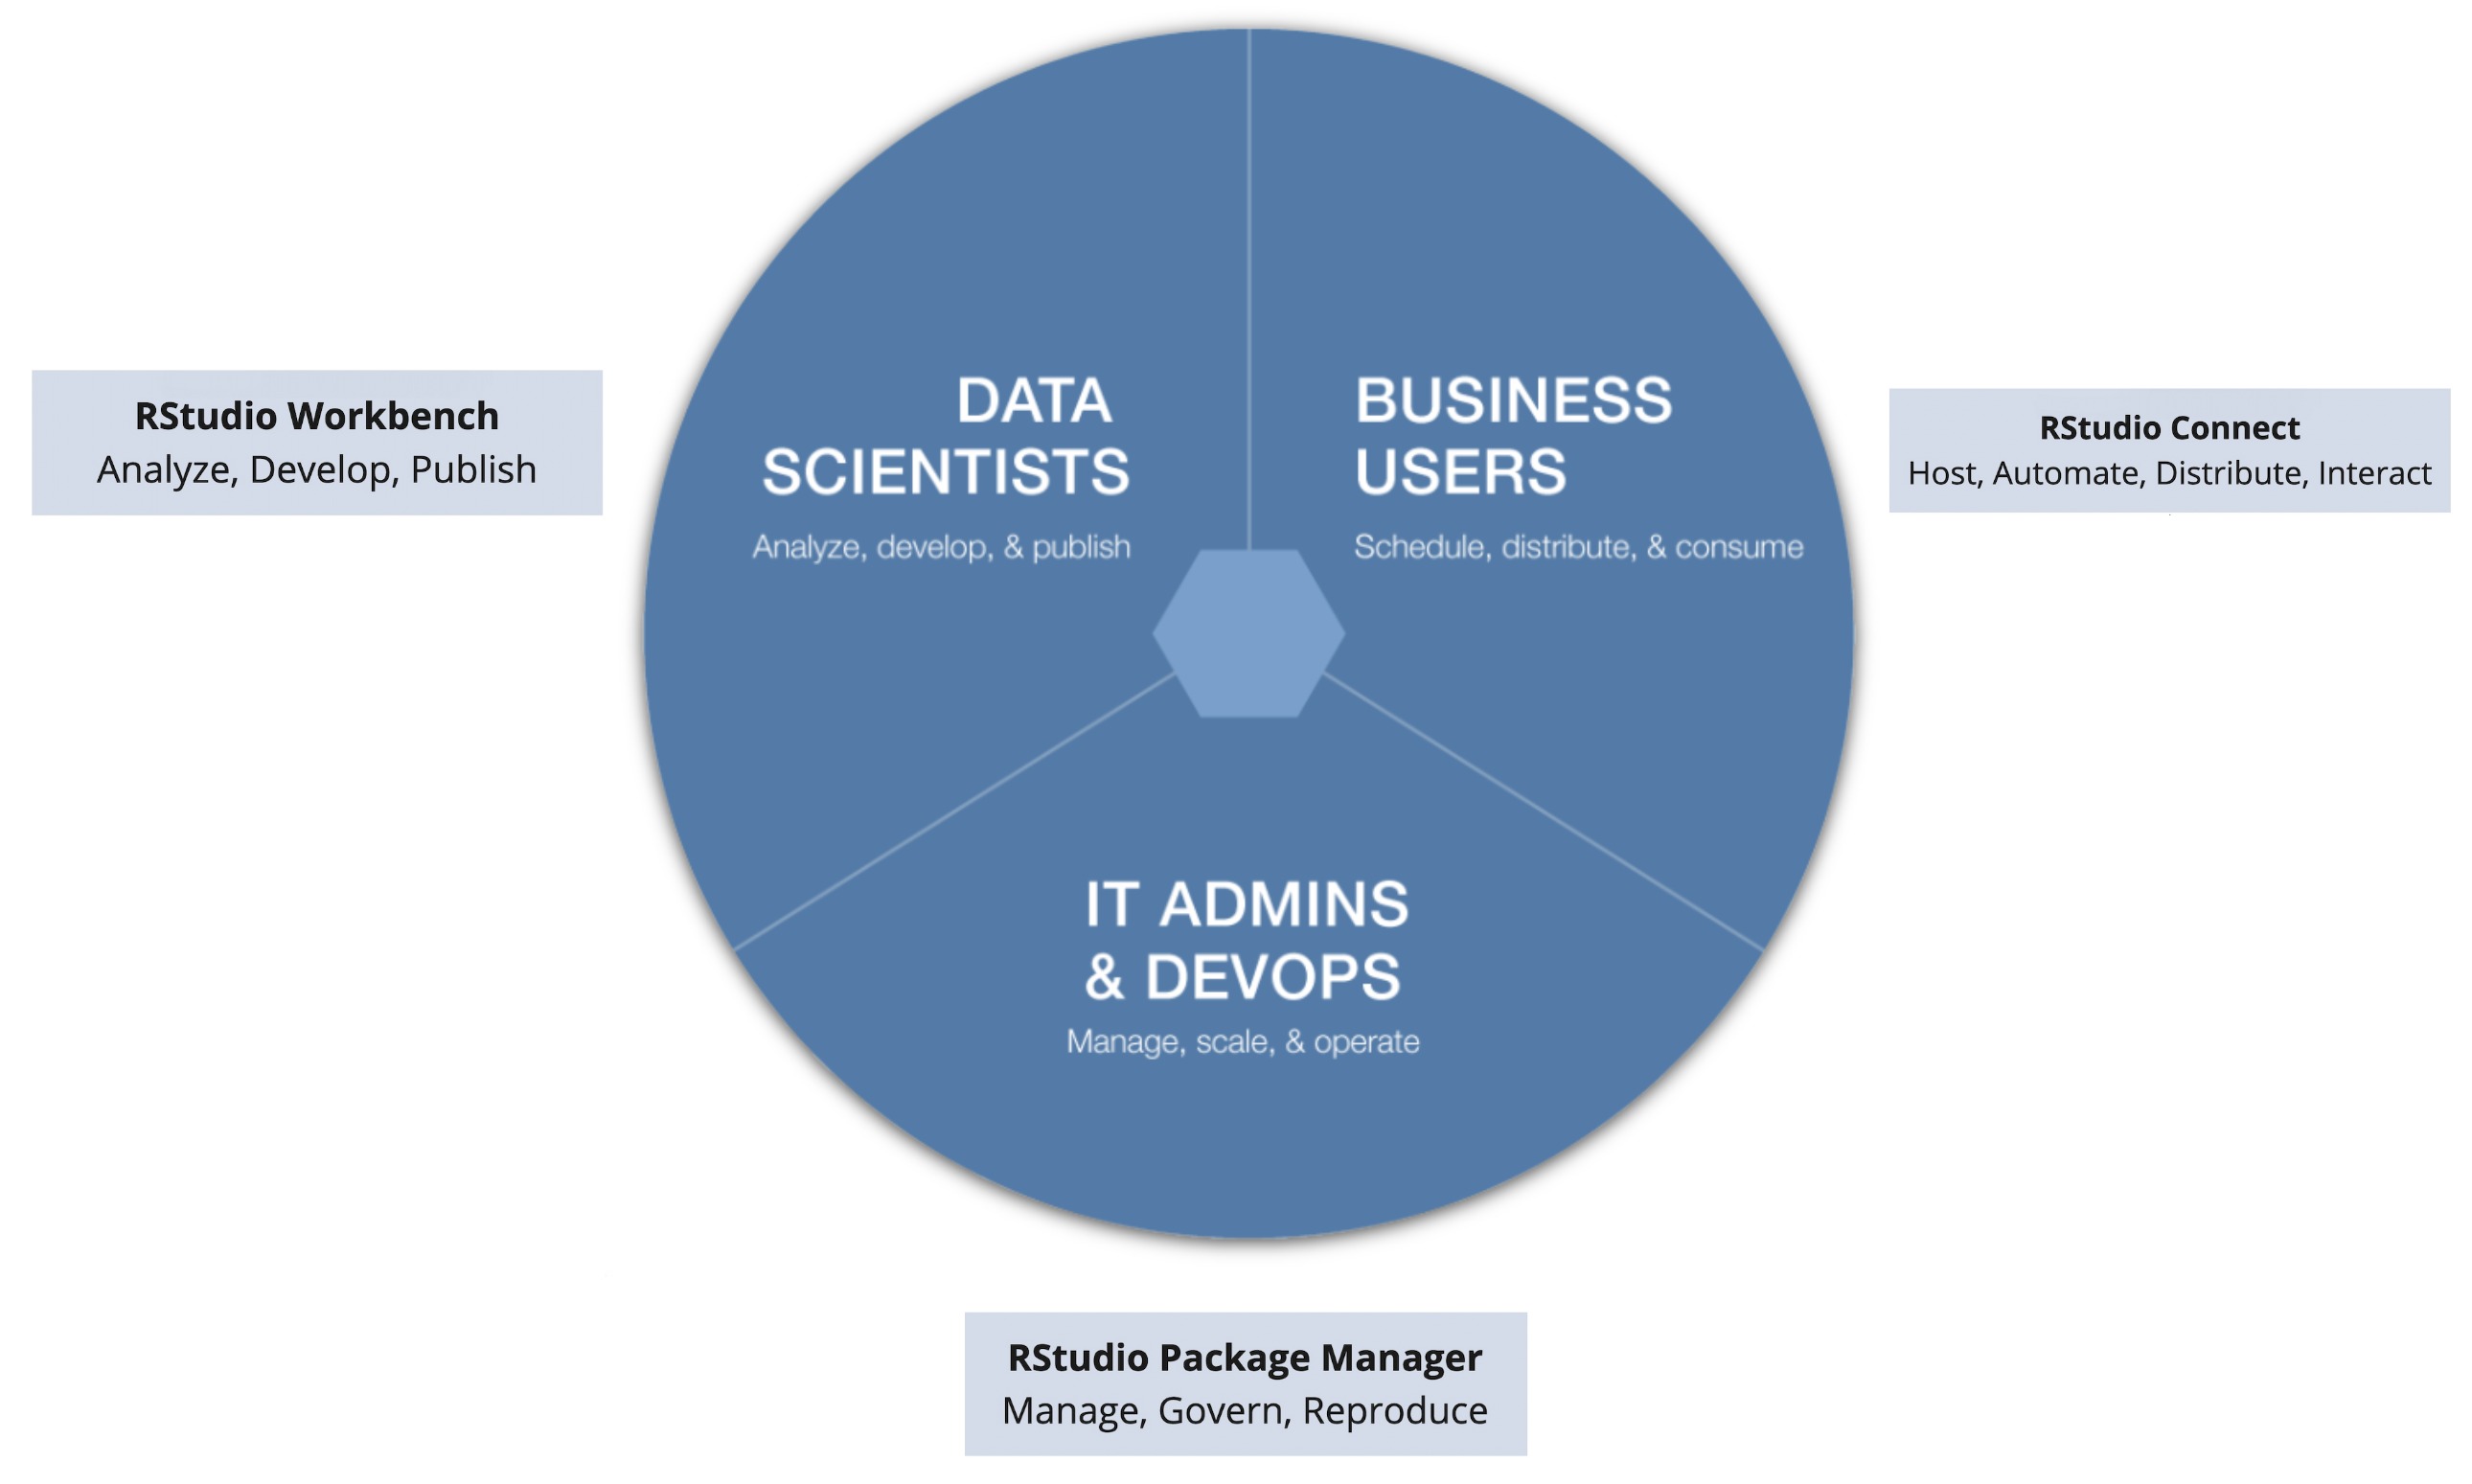 RStudio Workbench
Analyze, Develop, Publish
DATA
SCIENTISTS
Analyze, develop, & publish
BUSINESS
USERS
Schedule, distribute, & consume
RStudio Connect
Host, Automate, Distribute, Interact
IT ADMINS
& DEVOPS
Manage, scale, & operate
RStudio Package Manager
Manage, Govern, Reproduce